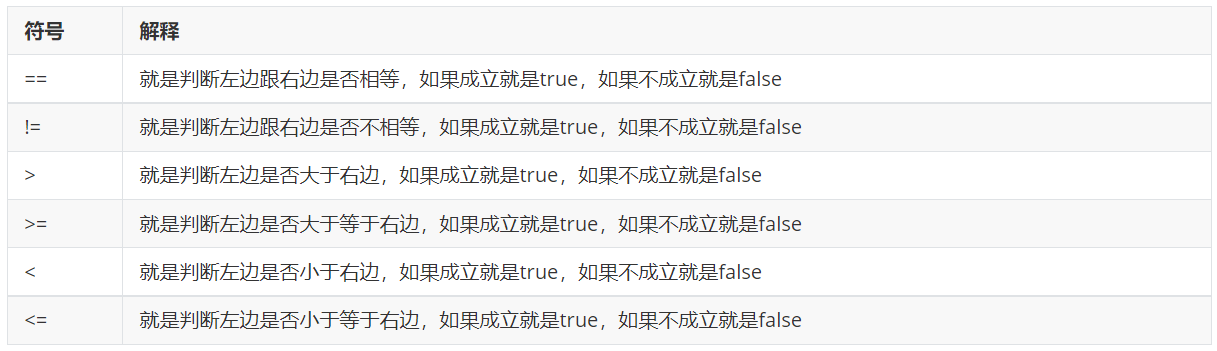 符号 解释
== 就是判断左边跟右边是否相等，如果成立就是true，如果不成立就是false
!= 就是判断左边跟右边是否不相等，如果成立就是true，如果不成立就是false
> 就是判断左边是否大于右边，如果成立就是true，如果不成立就是false
>= 就是判断左边是否大于等于右边，如果成立就是true，如果不成立就是false
< 就是判断左边是否小于右边，如果成立就是true，如果不成立就是false
<= 就是判断左边是否小于等于右边，如果成立就是true，如果不成立就是false